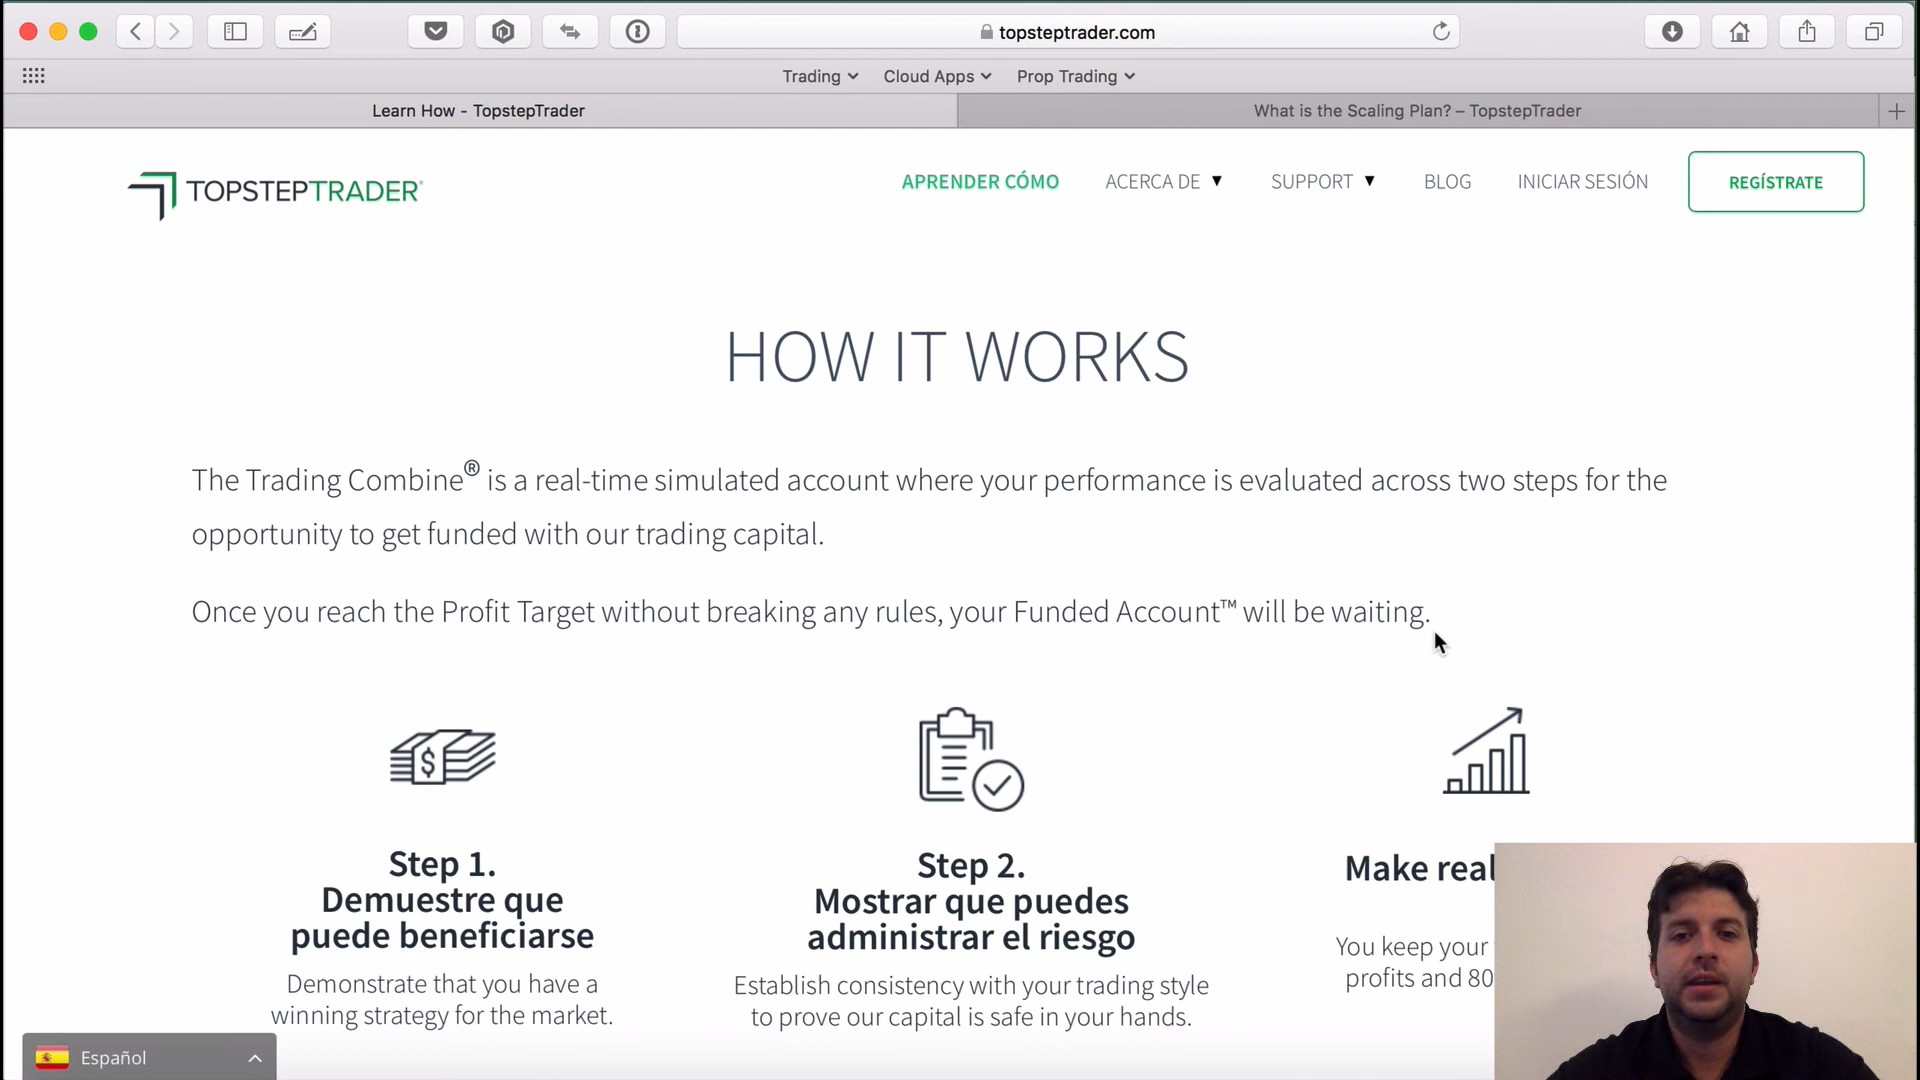 topsteptrader.com
Trading Cloud Apps Prop Trading
Learn How - TopstepTrader
What is the Scaling Plan? – TopstepTrader
TOPSTEPTRADER®
APRENDER CÓMO ACERCA DE ▼ SUPPORT ▼ BLOG INICIAR SESIÓN REGÍSTRATE
HOW IT WORKS
The Trading Combine® is a real-time simulated account where your performance is evaluated across two steps for the
opportunity to get funded with our trading capital.
Once you reach the Profit Target without breaking any rules, your Funded Account™ will be waiting.
$
Step 1.
Demuestre que
puede beneficiarse
Demonstrate that you have a
winning strategy for the market.
Step 2.
Mostrar que puedes
administrar el riesgo
Establish consistency with your trading style
to prove our capital is safe in your hands.
Make real
You keep your
profits and 80
Español